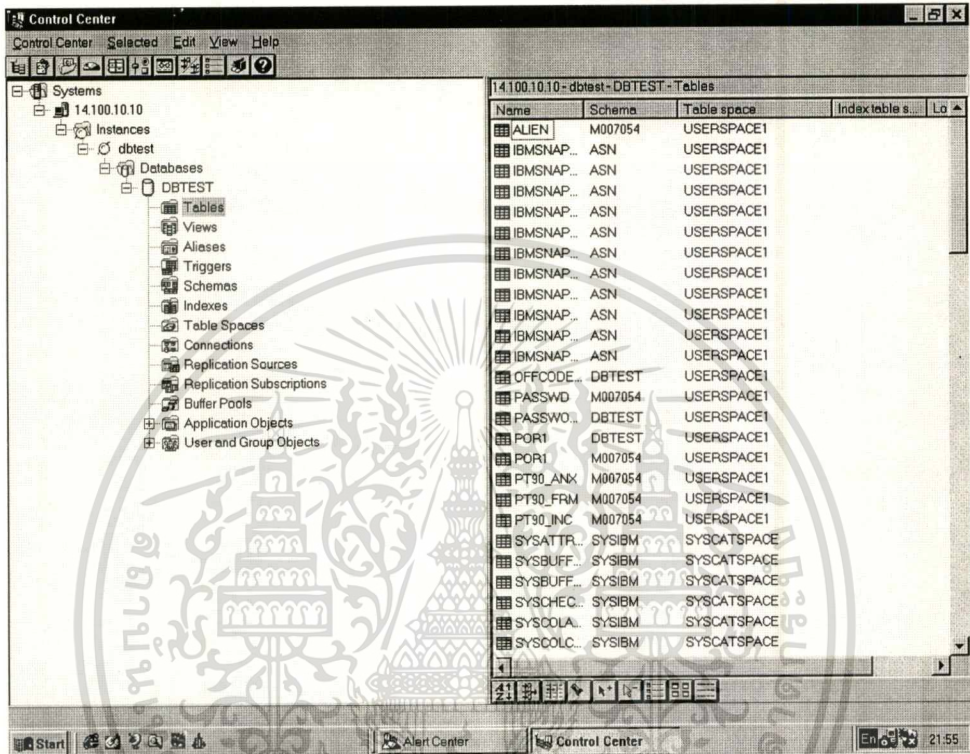 Control Center
Control Center Selected Edit View Help
Systems
14.100.10.10
Instances
dbtest
Databases
DBTEST
Tables
Views
Aliases
Triggers
Schemas
Indexes
Table Spaces
Connections
Replication Sources
Replication Subscriptions
Buffer Pools
Application Objects
User and Group Objects
14.100.10.10 - dbtest - DBTEST - Tables
Name Schema Table space Index table s... Lo
ALIEN M007054 USERSPACE1
IBMSNAP... ASN USERSPACE1
IBMSNAP... ASN USERSPACE1
IBMSNAP... ASN USERSPACE1
IBMSNAP... ASN USERSPACE1
IBMSNAP... ASN USERSPACE1
IBMSNAP... ASN USERSPACE1
IBMSNAP... ASN USERSPACE1
IBMSNAP... ASN USERSPACE1
IBMSNAP... ASN USERSPACE1
IBMSNAP... ASN USERSPACE1
IBMSNAP... ASN USERSPACE1
OFFCODE... DBTEST USERSPACE1
PASSWD M007054 USERSPACE1
PASSWO... DBTEST USERSPACE1
POR1 DBTEST USERSPACE1
POR1 M007054 USERSPACE1
PT90_ANX M007054 USERSPACE1
PT90_FRM M007054 USERSPACE1
PT90_INC M007054 USERSPACE1
SYSATTR... SYSIBM SYSCATSPACE
SYSBUFF... SYSIBM SYSCATSPACE
SYSBUFF... SYSIBM SYSCATSPACE
SYSCHEC... SYSIBM SYSCATSPACE
SYSCOLA... SYSIBM SYSCATSPACE
SYSCOLC... SYSIBM SYSCATSPACE
Start Alert Center Control Center En 21:55